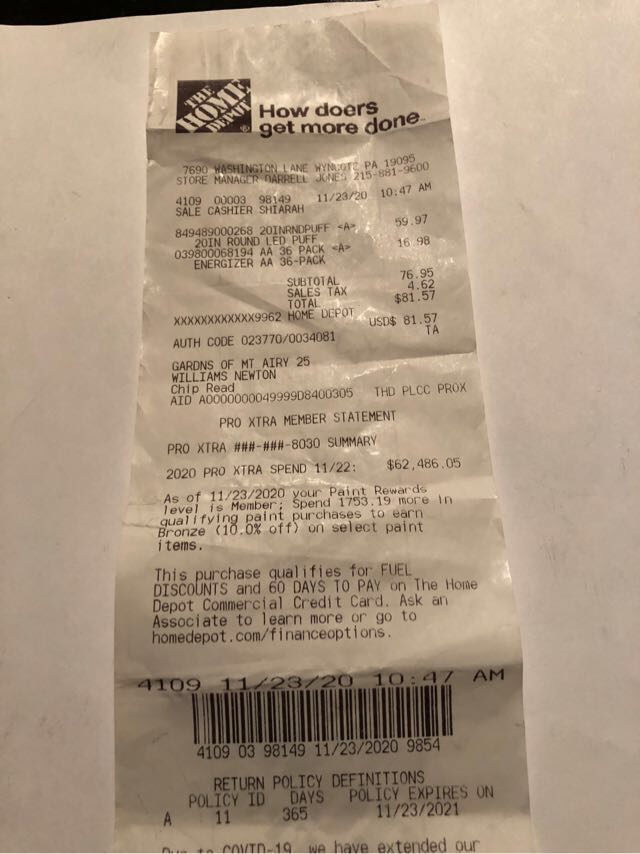 THE
HOME
DEPOT
How doers
get more done
7690 WASHINGTON LANE WYNCOTE PA 19095
STORE MANAGER DARRELL JONES 215-881-9600
4109 00003 98149 11/23/20 10:47 AM
SALE CASHIER SHIARAH
849489000268 20INRNDPUFF <A> 59.97
20IN ROUND LED PUFF
039800068194 AA 36 PACK <A> 16.98
ENERGIZER AA 36-PACK
SUBTOTAL 76.95
SALES TAX 4.62
TOTAL $81.57
XXXXXXXXXXXX9962 HOME DEPOT
USD$ 81.57
AUTH CODE 023770/0034081 TA
GARDNS OF MT AIRY 25
WILLIAMS NEWTON
Chip Read
AID A0000000049999D8400305 THD PLCC PROX
PRO XTRA MEMBER STATEMENT
PRO XTRA ###-###-8030 SUMMARY
2020 PRO XTRA SPEND 11/22: $62,486.05
As of 11/23/2020 your Paint Rewards
level is Member; Spend 1753.19 more in
qualifying paint purchases to earn
Bronze (10.0% off) on select paint
items.
This purchase qualifies for FUEL
DISCOUNTS and 60 DAYS TO PAY on The Home
Depot Commercial Credit Card. Ask an
Associate to learn more or go to
homedepot.com/financeoptions.
4109 11/23/20 10:47 AM
4109 03 98149 11/23/2020 9854
RETURN POLICY DEFINITIONS
POLICY ID DAYS POLICY EXPIRES ON
A 11 365 11/23/2021
Due to COVID-19 we have extended our